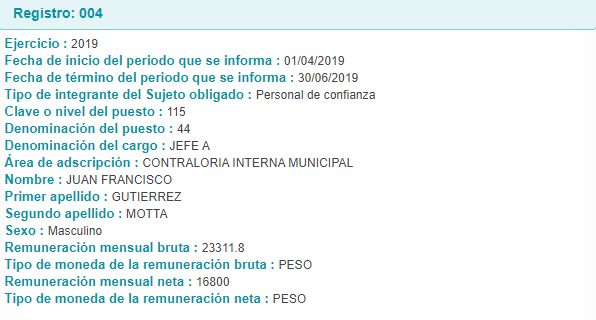 Registro: 004
Ejercicio : 2019
Fecha de inicio del periodo que se informa : 01/04/2019
Fecha de término del periodo que se informa : 30/06/2019
Tipo de integrante del Sujeto obligado : Personal de confianza
Clave o nivel del puesto : 115
Denominación del puesto : 44
Denominación del cargo : JEFE A
Área de adscripción : CONTRALORIA INTERNA MUNICIPAL
Nombre : JUAN FRANCISCO
Primer apellido : GUTIERREZ
Segundo apellido : MOTTA
Sexo : Masculino
Remuneración mensual bruta : 23311.8
Tipo de moneda de la remuneración bruta : PESO
Remuneración mensual neta : 16800
Tipo de moneda de la remuneración neta : PESO